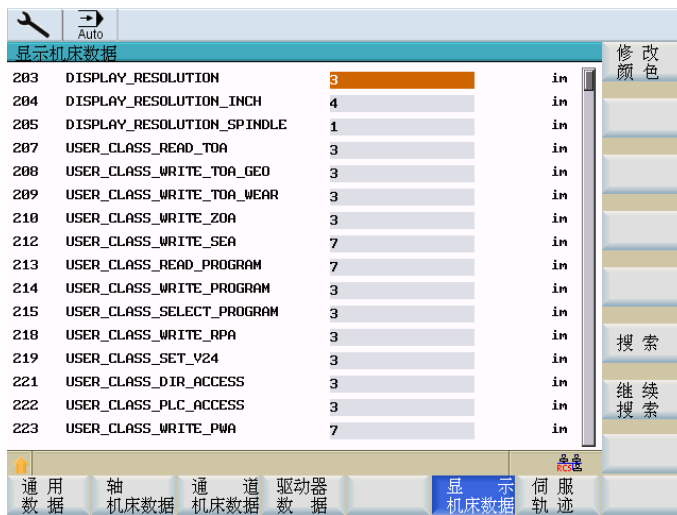 Auto
显示机床数据
修 改
颜 色
203 DISPLAY_RESOLUTION 3 im
204 DISPLAY_RESOLUTION_INCH 4 im
205 DISPLAY_RESOLUTION_SPINDLE 1 im
207 USER_CLASS_READ_TOA 3 im
208 USER_CLASS_WRITE_TOA_GEO 3 im
209 USER_CLASS_WRITE_TOA_WEAR 3 im
210 USER_CLASS_WRITE_ZOA 3 im
212 USER_CLASS_WRITE_SEA 7 im
213 USER_CLASS_READ_PROGRAM 7 im
214 USER_CLASS_WRITE_PROGRAM 3 im
215 USER_CLASS_SELECT_PROGRAM 3 im
218 USER_CLASS_WRITE_RPA 3 im
219 USER_CLASS_SET_V24 3 im
221 USER_CLASS_DIR_ACCESS 3 im
222 USER_CLASS_PLC_ACCESS 3 im
223 USER_CLASS_WRITE_PWA 7 im
搜 索
继 续
搜 索
RCS
通 用
数 据
轴
机床数据
通 道
机床数据
驱动器
数 据
显 示
机床数据
伺 服
轨 迹